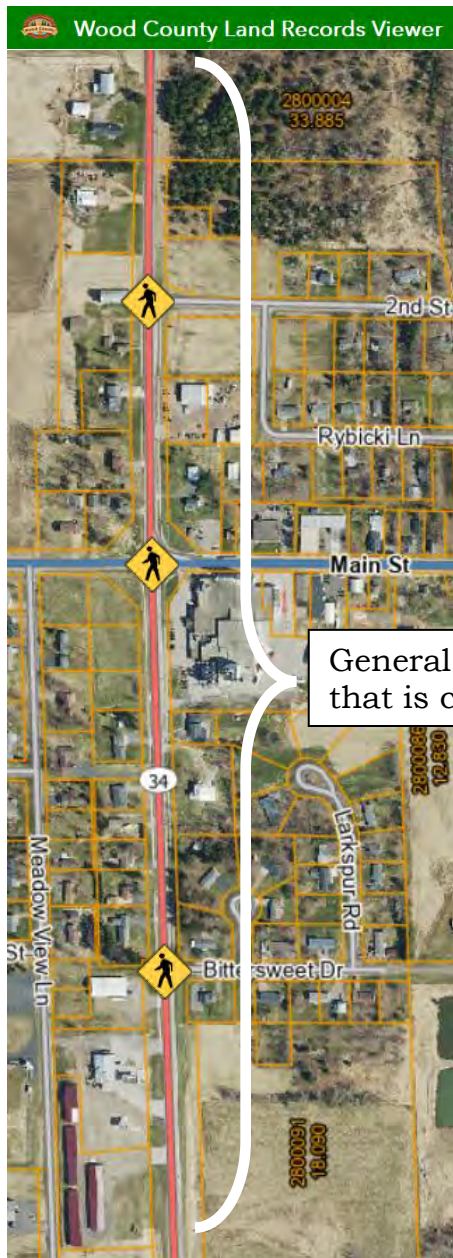 Wood County Land Records Viewer
2800004
33.885
2nd St
Rybicki Ln
Main St
General
that is c
12.830
34
Larkspur Rd
Meadow View Ln
St
Bittersweet Dr
2800091
18.090